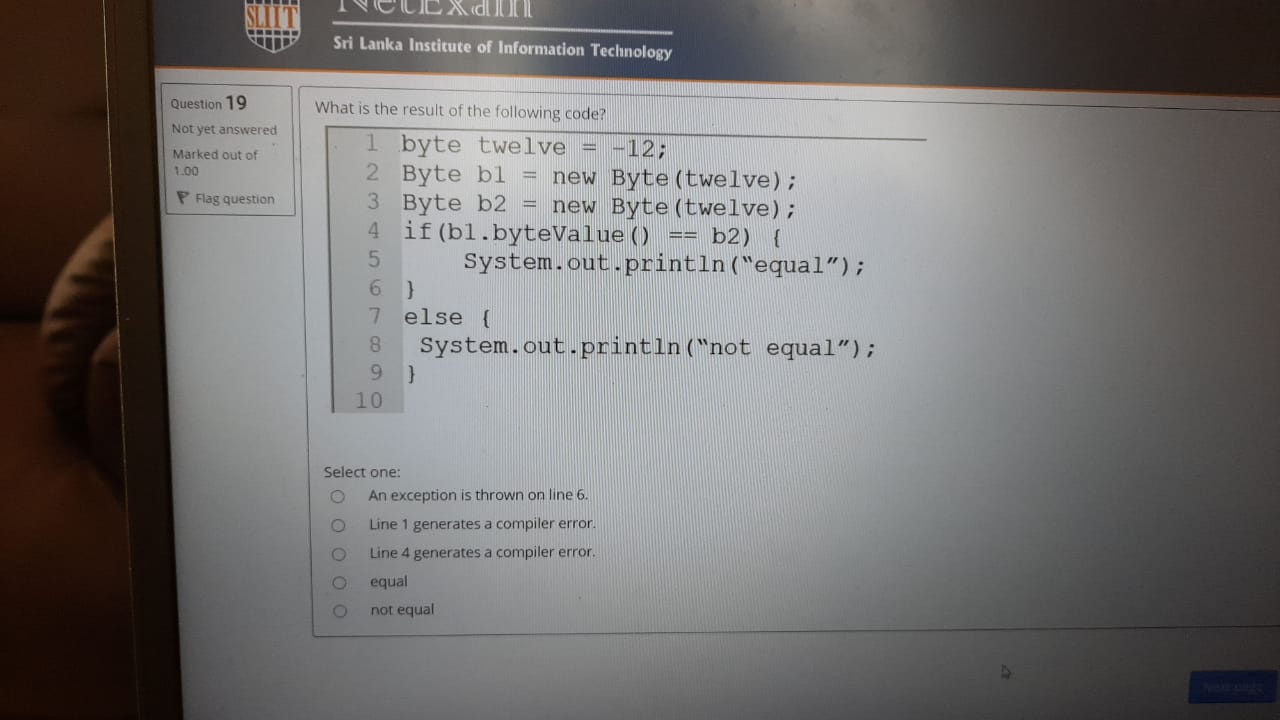 SLIIT
NetExam
Sri Lanka Institute of Information Technology
Question 19
Not yet answered
Marked out of
1.00
Flag question
What is the result of the following code?
1 byte twelve = -12;
2 Byte b1 = new Byte(twelve);
3 Byte b2 = new Byte(twelve);
4 if(b1.byteValue() == b2) {
5 System.out.println(“equal”);
6 }
7 else {
8 System.out.println(“not equal”);
9 }
10
Select one:
An exception is thrown on line 6.
Line 1 generates a compiler error.
Line 4 generates a compiler error.
equal
not equal
Next page